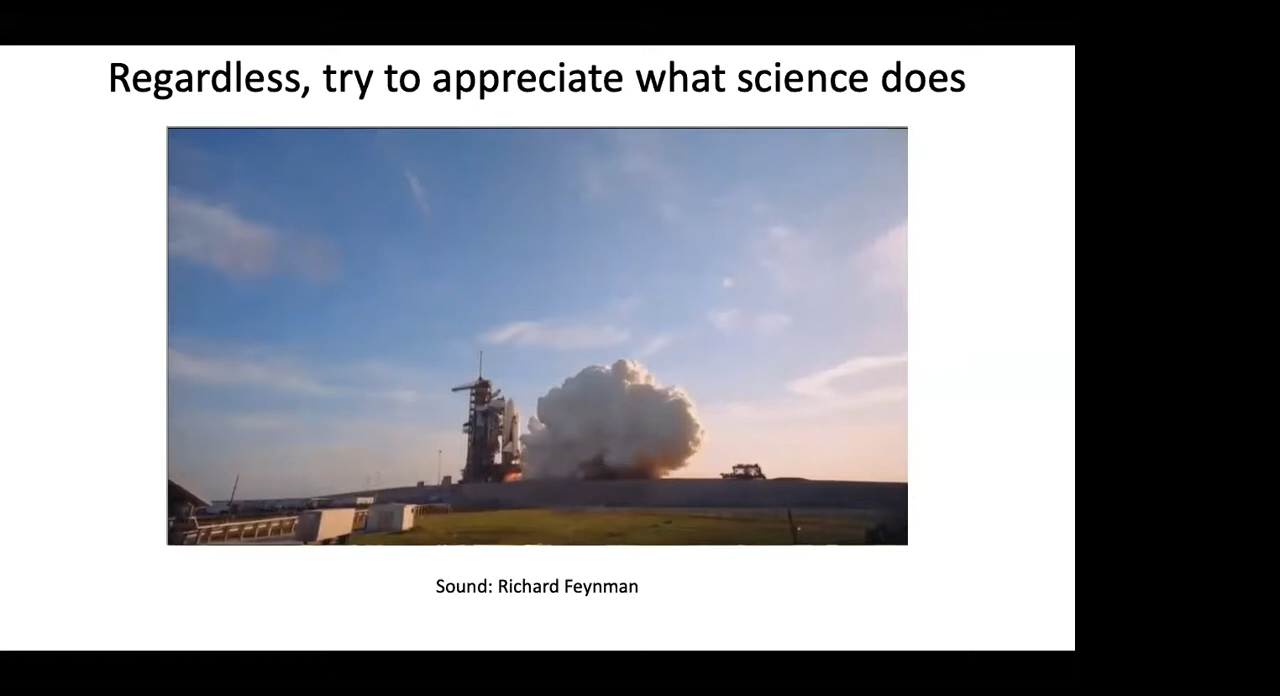 Regardless, try to appreciate what science does
Sound: Richard Feynman